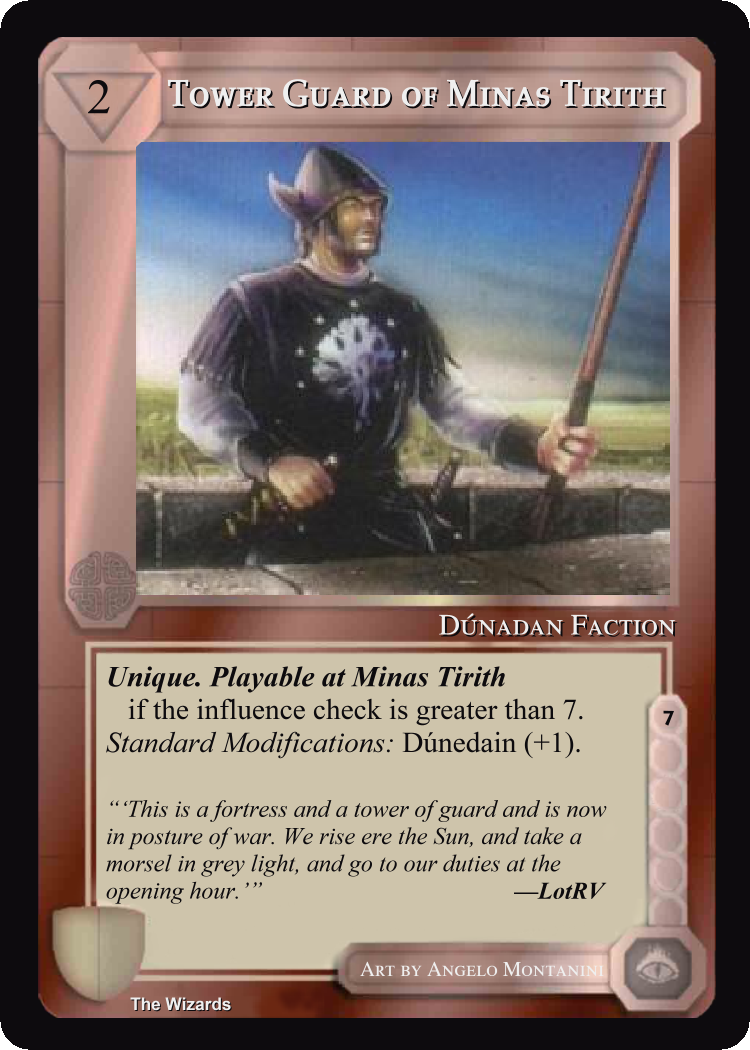 2
Tower Guard of Minas Tirith
Dúnadan Faction
Unique. Playable at Minas Tirith
if the influence check is greater than 7.
Standard Modifications: Dúnedain (+1).
7
“‘This is a fortress and a tower of guard and is now
in posture of war. We rise ere the Sun, and take a
morsel in grey light, and go to our duties at the
opening hour.’” —LotRV
Art by Angelo Montanini
The Wizards